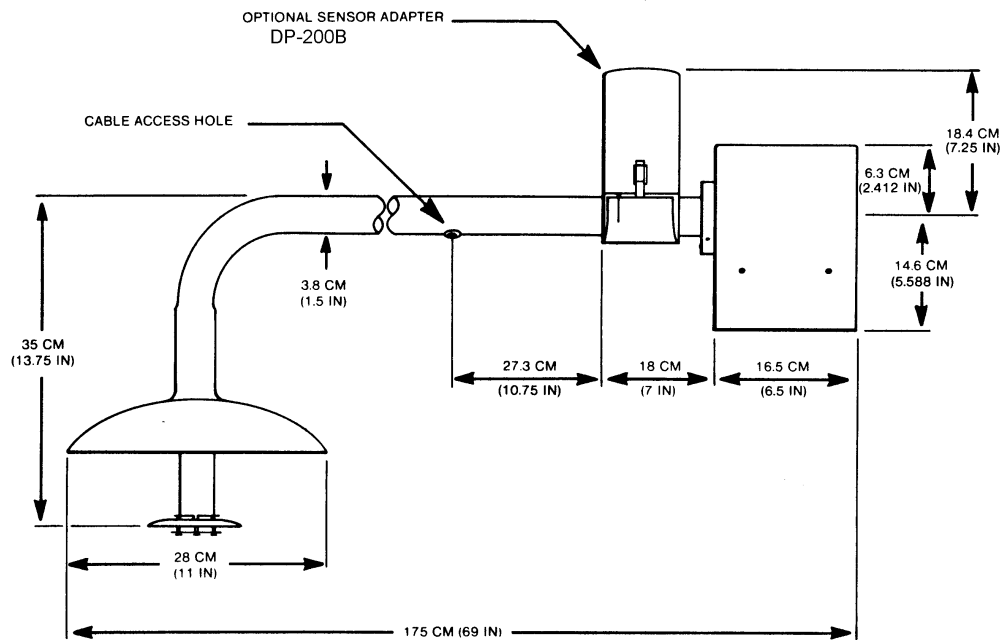 OPTIONAL SENSOR ADAPTER
DP-200B
CABLE ACCESS HOLE
18.4 CM
(7.25 IN)
6.3 CM
(2.412 IN)
14.6 CM
(5.588 IN)
3.8 CM
(1.5 IN)
35 CM
(13.75 IN)
27.3 CM
(10.75 IN)
18 CM
(7 IN)
16.5 CM
(6.5 IN)
28 CM
(11 IN)
175 CM (69 IN)